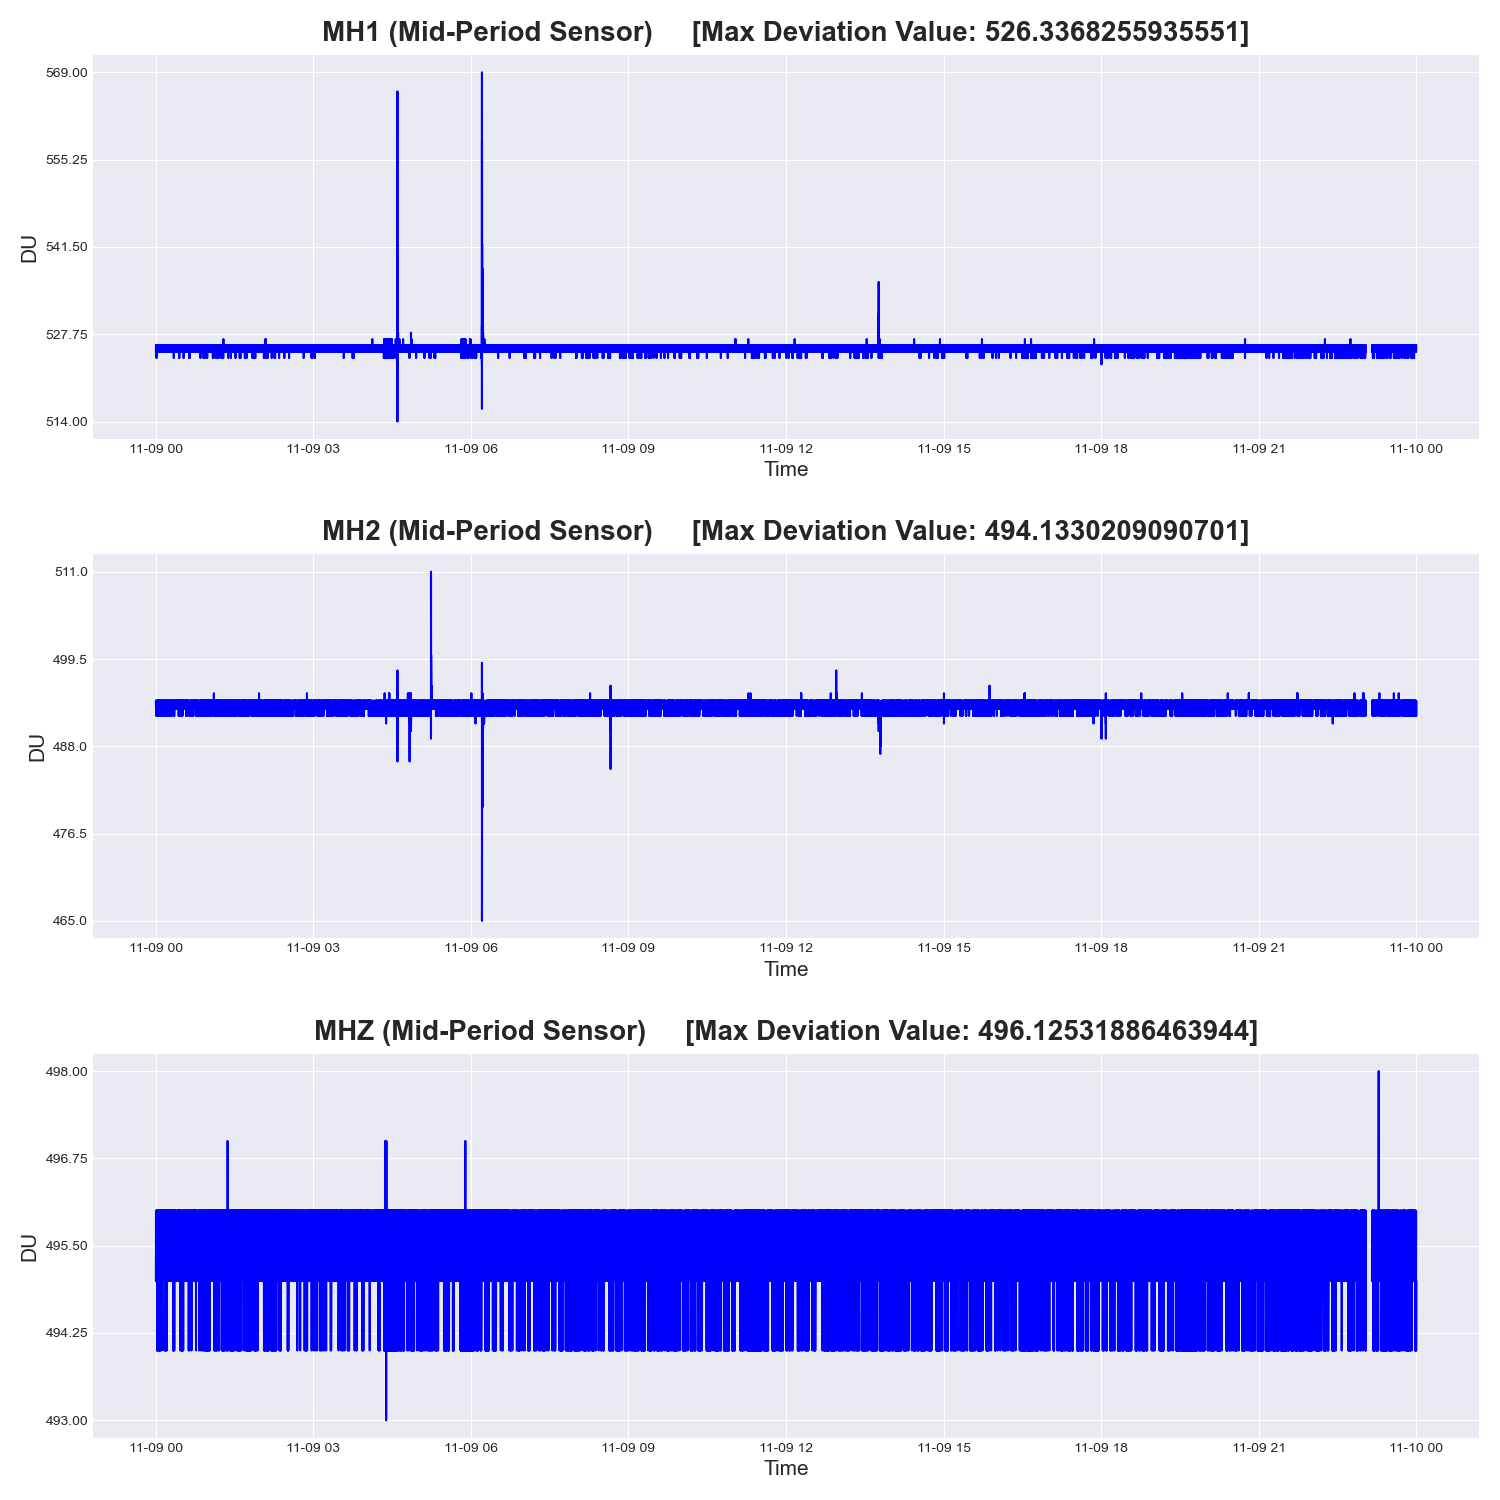 MH1 (Mid-Period Sensor) [Max Deviation Value: 526.3368255935551]
569.00
555.25
541.50
527.75
514.00
DU
11-09 00 11-09 03 11-09 06 11-09 09 11-09 12 11-09 15 11-09 18 11-09 21 11-10 00
Time
MH2 (Mid-Period Sensor) [Max Deviation Value: 494.1330209090701]
511.0
499.5
488.0
476.5
465.0
DU
11-09 00 11-09 03 11-09 06 11-09 09 11-09 12 11-09 15 11-09 18 11-09 21 11-10 00
Time
MHZ (Mid-Period Sensor) [Max Deviation Value: 496.12531886463944]
498.00
496.75
495.50
494.25
493.00
DU
11-09 00 11-09 03 11-09 06 11-09 09 11-09 12 11-09 15 11-09 18 11-09 21 11-10 00
Time